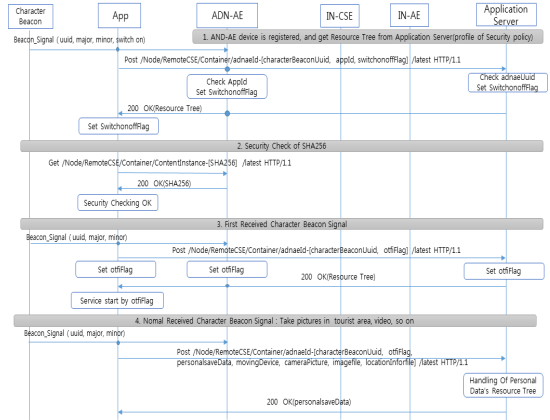 Character
Beacon
App
ADN-AE
IN-CSE
IN-AE
Application
Server
1. AND-AE device is registered, and get Resource Tree from Application Server(profile of Security policy)
Beacon_Signal ( uuid, major, minor, switch on)
Post /Node/RemoteCSE/Container/adnaeId-[characterBeaconUuid, appId, switchonoffFlag] /latest HTTP/1.1
Check AppId
Set SwitchonoffFlag
Check adnaeUuid
Set SwitchonoffFlag
200 OK(Resource Tree)
Set SwitchonoffFlag
2. Security Check of SHA256
Get /Node/RemoteCSE/Container/ContentInstance-[SHA256] /latest HTTP/1.1
200 OK(SHA256)
Security Checking OK
3. First Received Character Beacon Signal
Beacon_Signal ( uuid, major, minor)
Post /Node/RemoteCSE/Container/adnaeId-[characterBeaconUuid, otfiFlag] /latest HTTP/1.1
Set otfiFlag
Set otfiFlag
Set otfiFlag
200 OK(Resource Tree)
Service start by otfiFlag
4. Nomal Received Character Beacon Signal : Take pictures in tourist area, video, so on
Beacon_Signal ( uuid, major, minor)
Post /Node/RemoteCSE/Container/adnaeId-[characterBeaconUuid, otfiFlag,
personalsaveData, movingDevice, cameraPicture, imagefile, locationInforfile] /latest HTTP/1.1
Handling Of Personal
Data's Resource Tree
200 OK(personalsaveData)